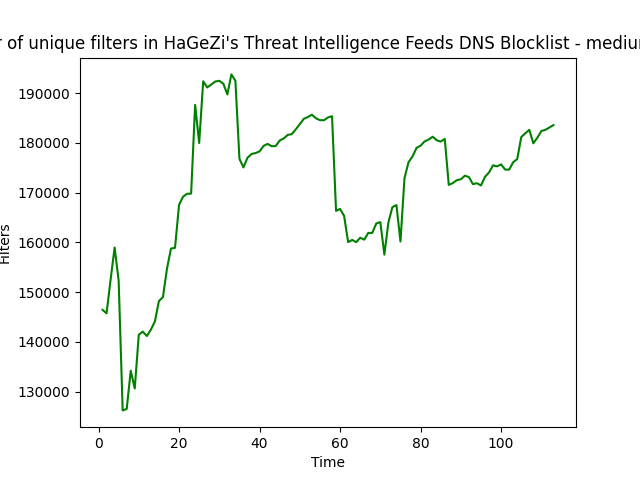 r of unique filters in HaGeZi's Threat Intelligence Feeds DNS Blocklist - mediu
190000
180000
170000
160000
150000
140000
130000
Filters
0 20 40 60 80 100
Time